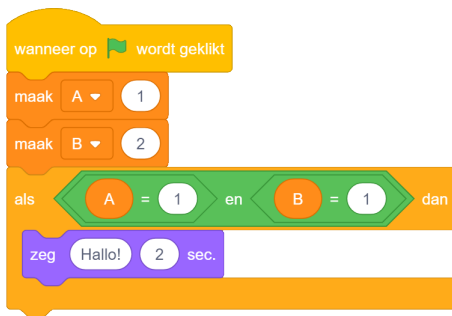 wanneer op wordt geklikt
maak A 1
maak B 2
als A = 1 en B = 1 dan
zeg Hallo! 2 sec.